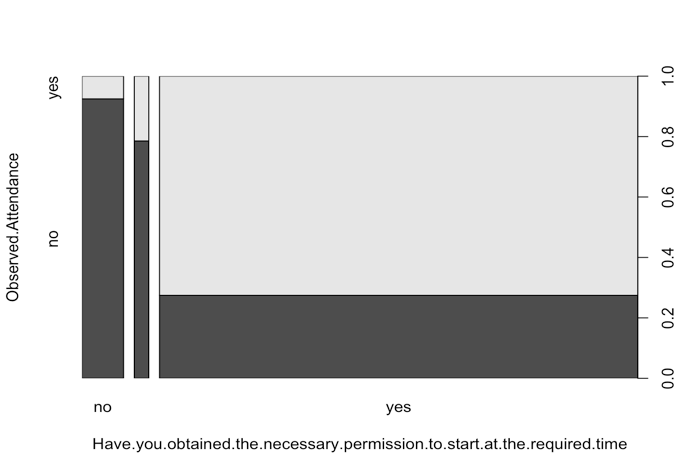 yes
no
Observed.Attendance
1.0
0.8
0.6
0.4
0.2
0.0
no yes
Have.you.obtained.the.necessary.permission.to.start.at.the.required.time